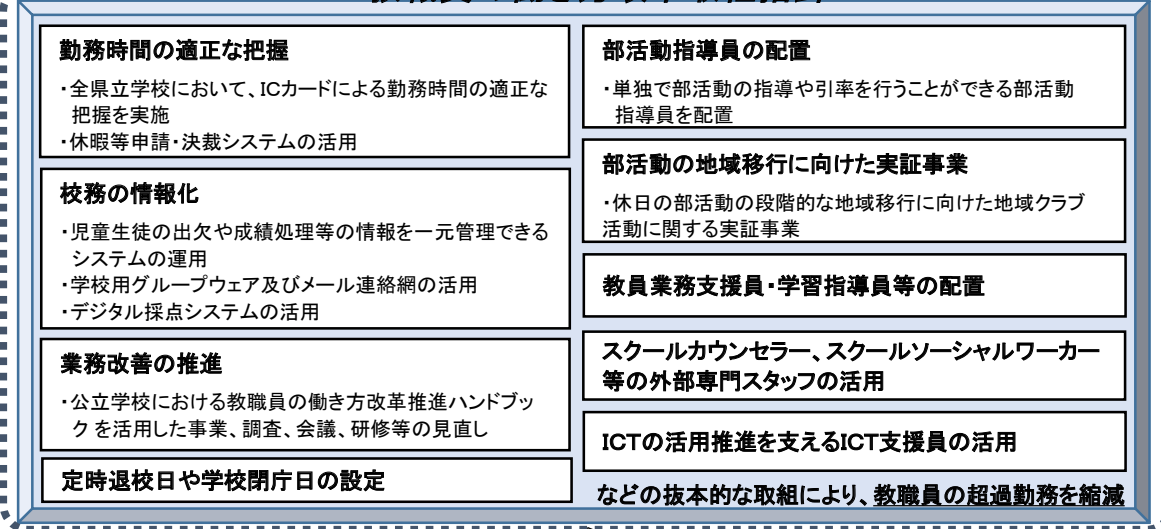 勤務時間の適正な把握
・全県立学校において、ICカードによる勤務時間の適正な
把握を実施
・休暇等申請・決裁システムの活用
校務の情報化
・児童生徒の出欠や成績処理等の情報を一元管理できる
システムの運用
・学校用グループウェア及びメール連絡網の活用
・デジタル採点システムの活用
業務改善の推進
・公立学校における教職員の働き方改革推進ハンドブッ
ク を活用した事業、調査、会議、研修等の見直し
定時退校日や学校閉庁日の設定
部活動指導員の配置
・単独で部活動の指導や引率を行うことができる部活動
指導員を配置
部活動の地域移行に向けた実証事業
・休日の部活動の段階的な地域移行に向けた地域クラブ
活動に関する実証事業
教員業務支援員・学習指導員等の配置
スクールカウンセラー、スクールソーシャルワーカー
等の外部専門スタッフの活用
ICTの活用推進を支えるICT支援員の活用
などの抜本的な取組により、教職員の超過勤務を縮減